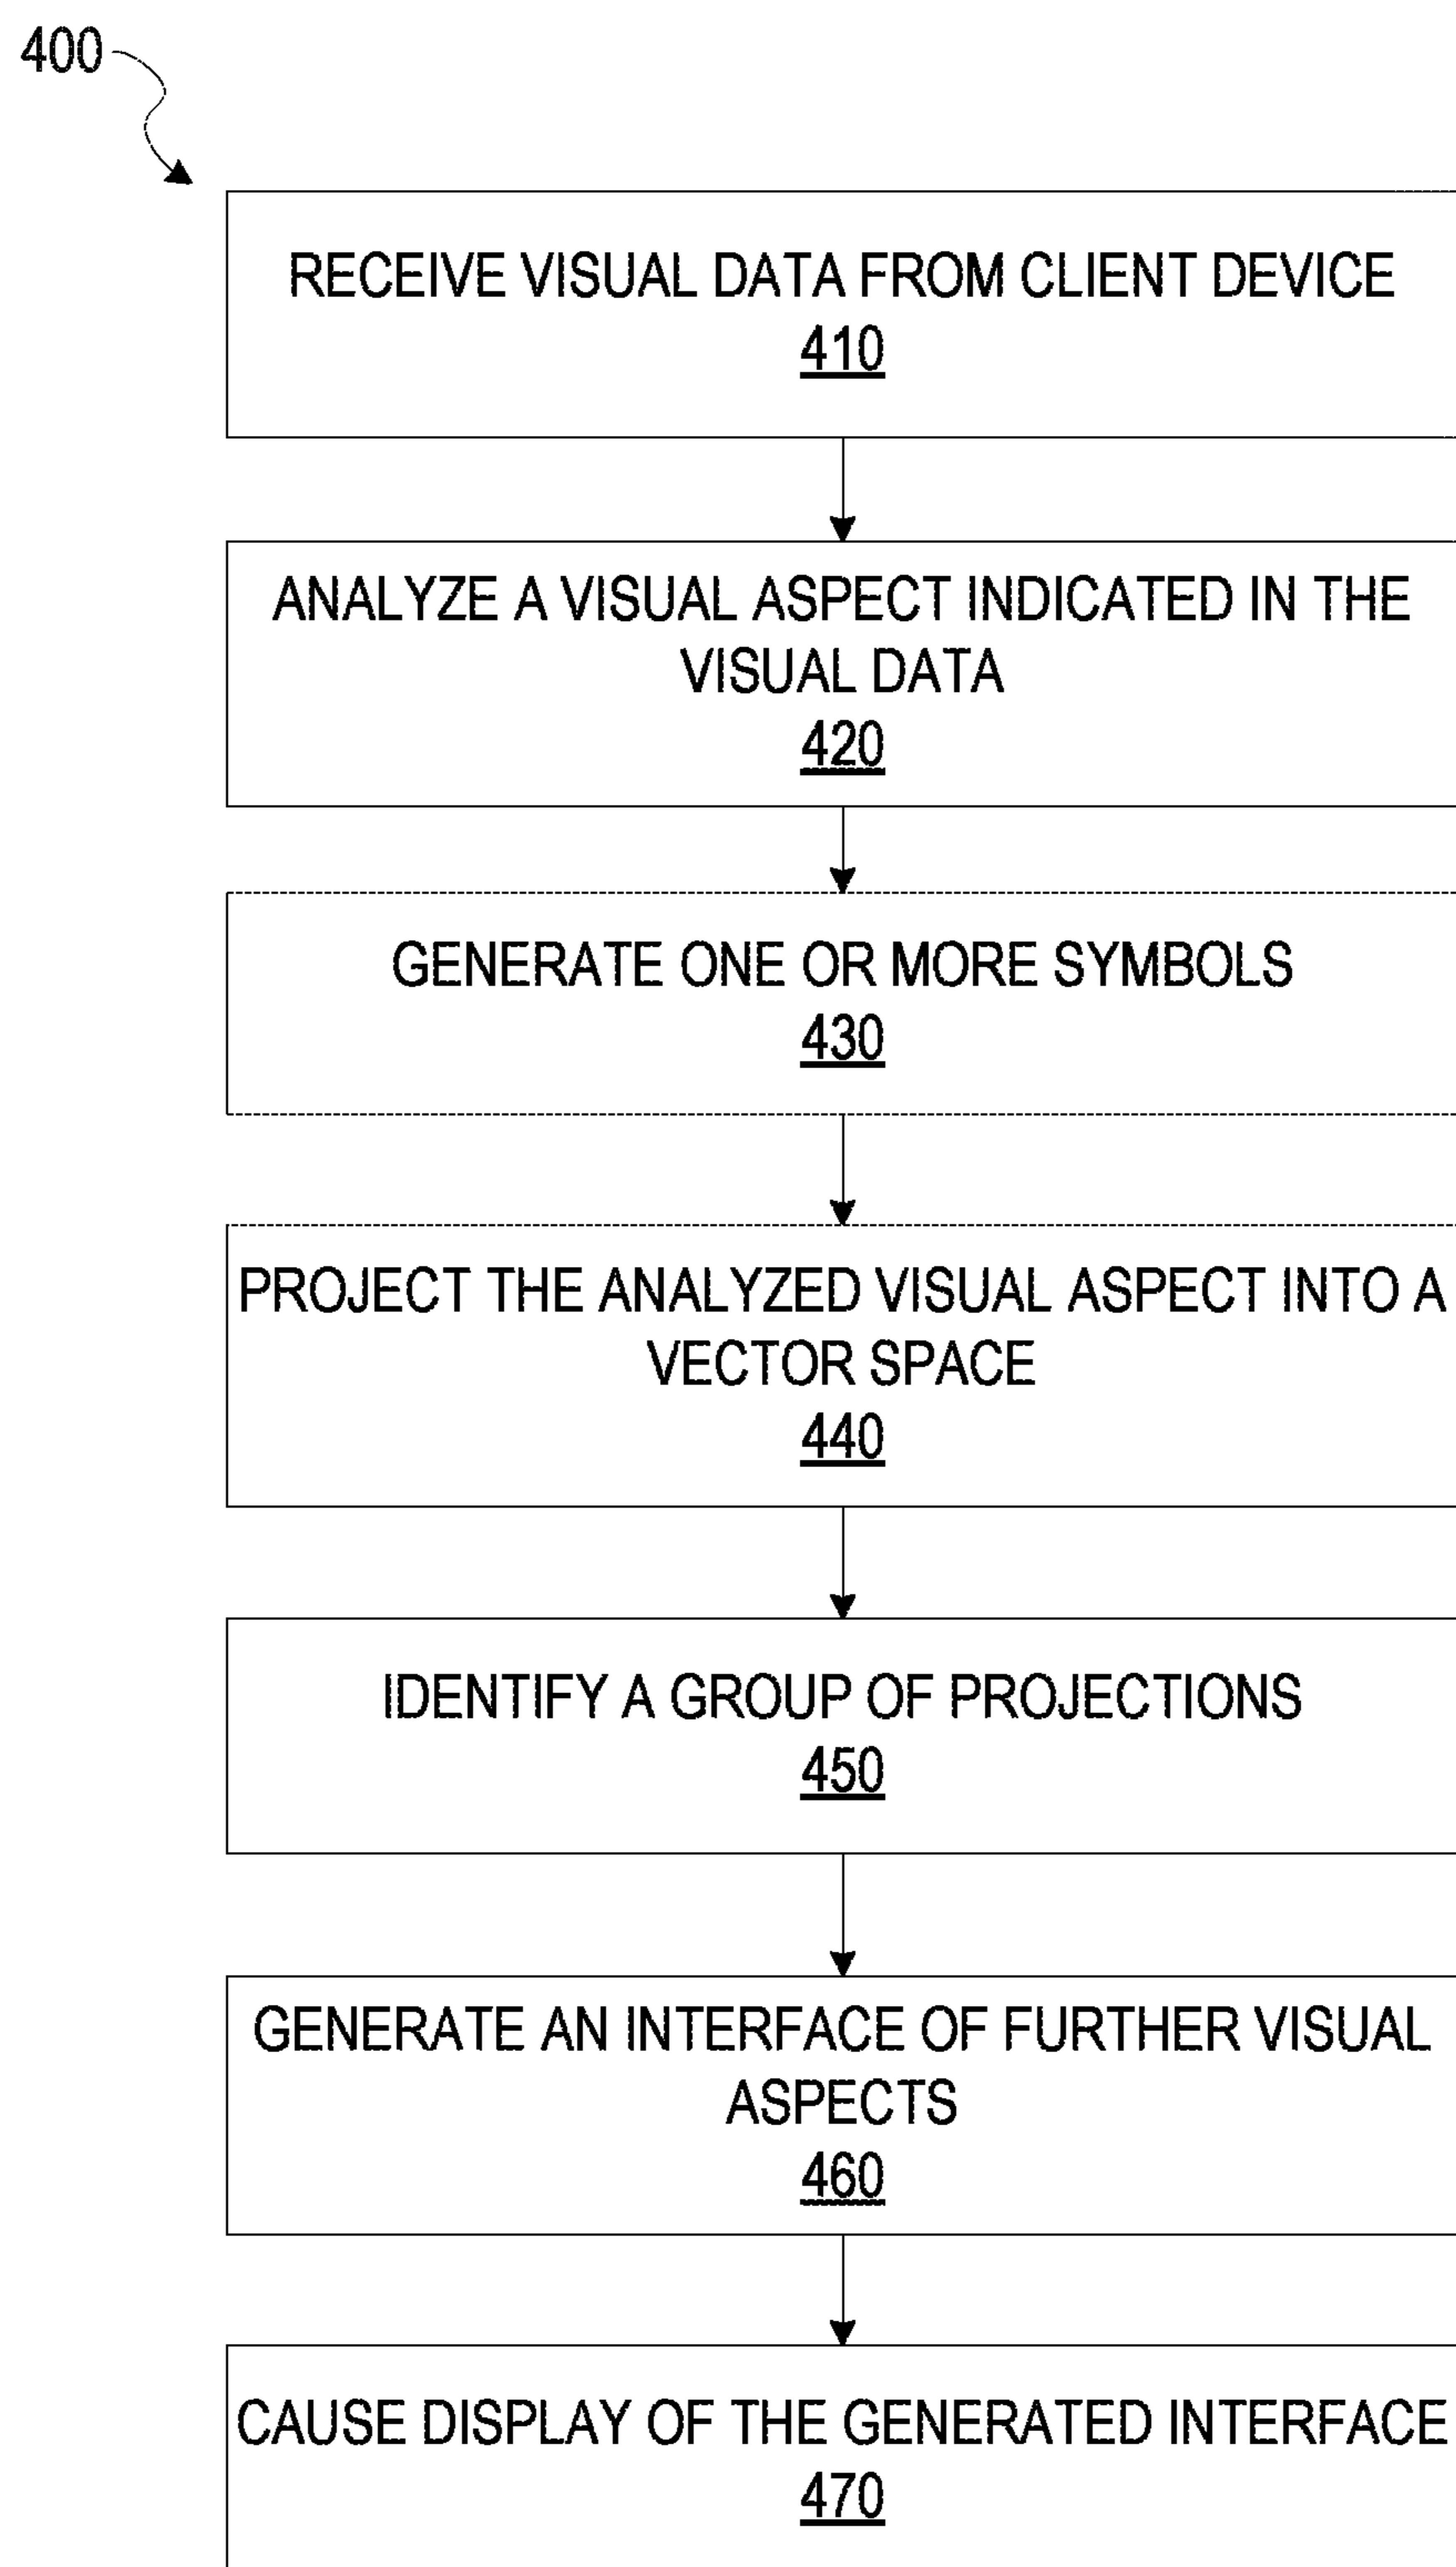 400
RECEIVE VISUAL DATA FROM CLIENT DEVICE
410
ANALYZE A VISUAL ASPECT INDICATED IN THE
VISUAL DATA
420
GENERATE ONE OR MORE SYMBOLS
430
PROJECT THE ANALYZED VISUAL ASPECT INTO A
VECTOR SPACE
440
IDENTIFY A GROUP OF PROJECTIONS
450
GENERATE AN INTERFACE OF FURTHER VISUAL
ASPECTS
460
CAUSE DISPLAY OF THE GENERATED INTERFACE
470